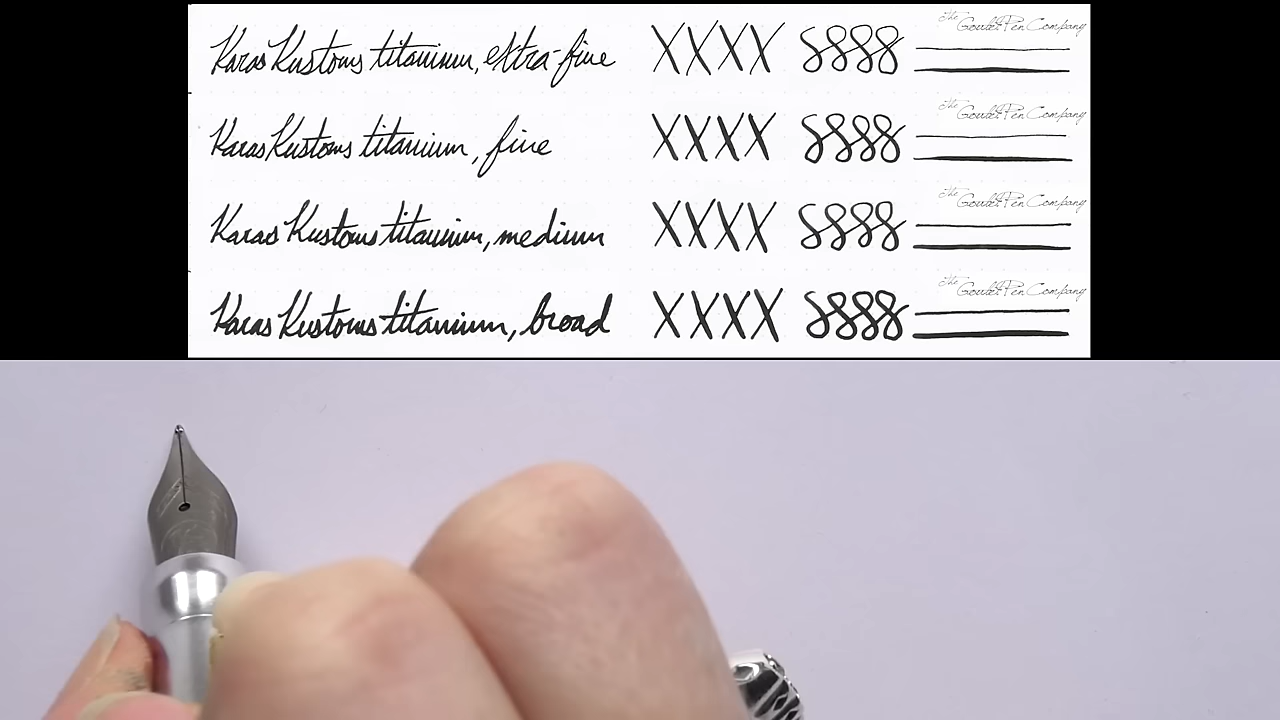 Karas Kustoms titanium, extra-fine XXXX 8888 The Goulet Pen Company
Karas Kustoms titanium, fine XXXX 8888 The Goulet Pen Company
Karas Kustoms titanium, medium XXXX 8888 The Goulet Pen Company
Karas Kustoms titanium, broad XXXX 8888 The Goulet Pen Company